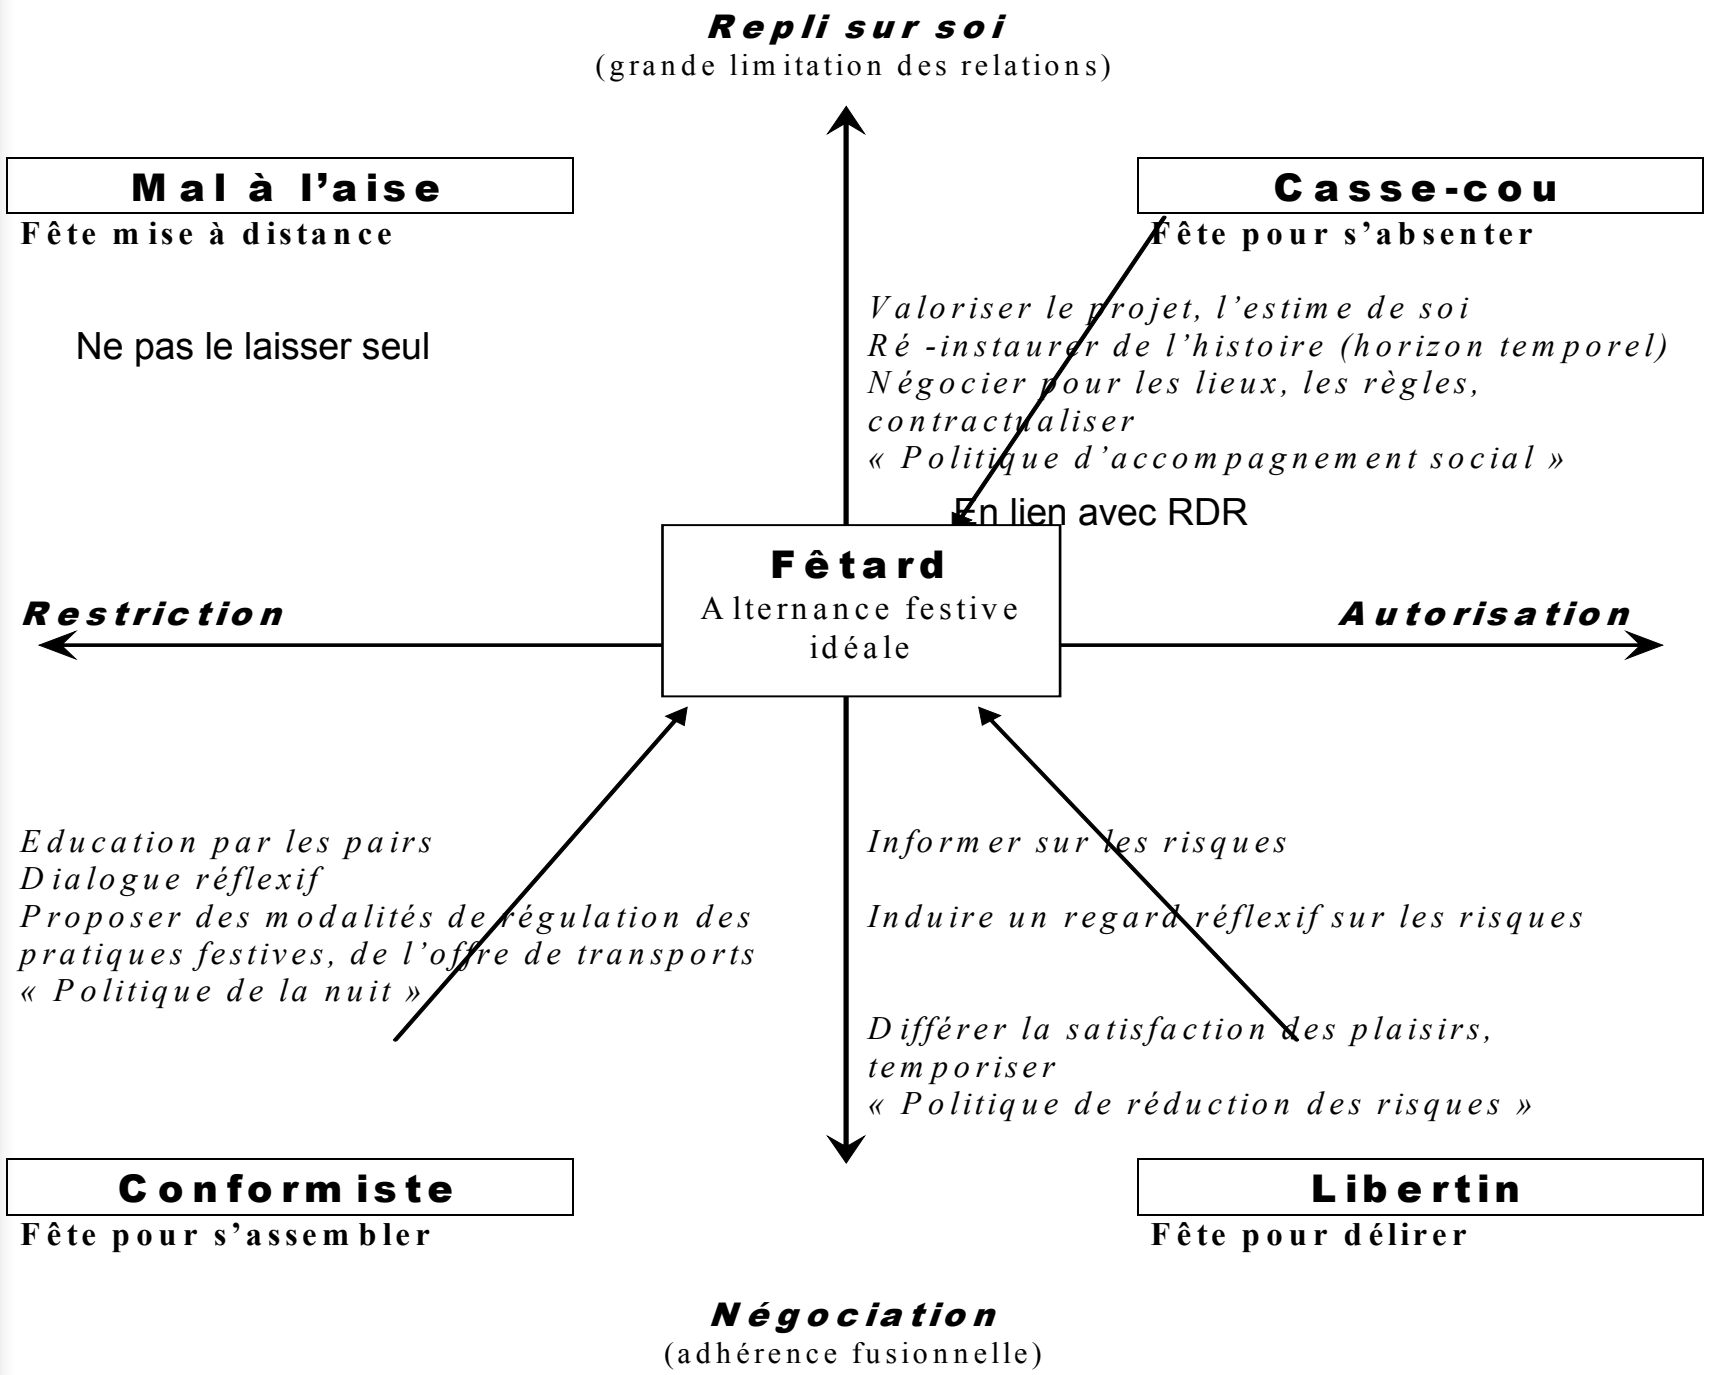 Repli sur soi
(grande limitation des relations)
Mal à l’aise
Fête mise à distance
Ne pas le laisser seul
Casse-cou
Fête pour s’absenter
Valoriser le projet, l’estime de soi
Ré -instaurer de l’histoire (horizon temporel)
Négocier pour les lieux, les règles,
contractualiser
« Politique d’accompagnement social »
En lien avec RDR
Fêtard
Alternance festive
idéale
Restriction
Autorisation
Education par les pairs
Dialogue réflexif
Proposer des modalités de régulation des
pratiques festives, de l’offre de transports
« Politique de la nuit »
Informer sur les risques
Induire un regard réflexif sur les risques
Différer la satisfaction des plaisirs,
temporiser
« Politique de réduction des risques »
Conformiste
Fête pour s’assembler
Libertin
Fête pour délirer
Négociation
(adhérence fusionnelle)